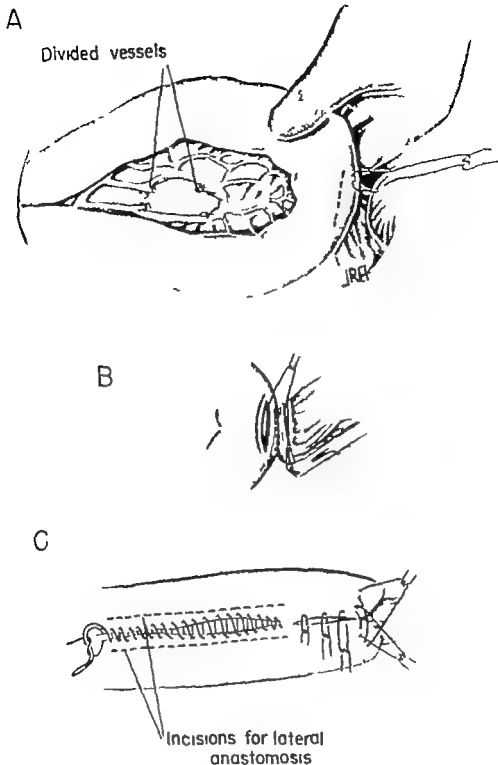 A
Divided vessels
B
C
Incisions for lateral
anastomosis